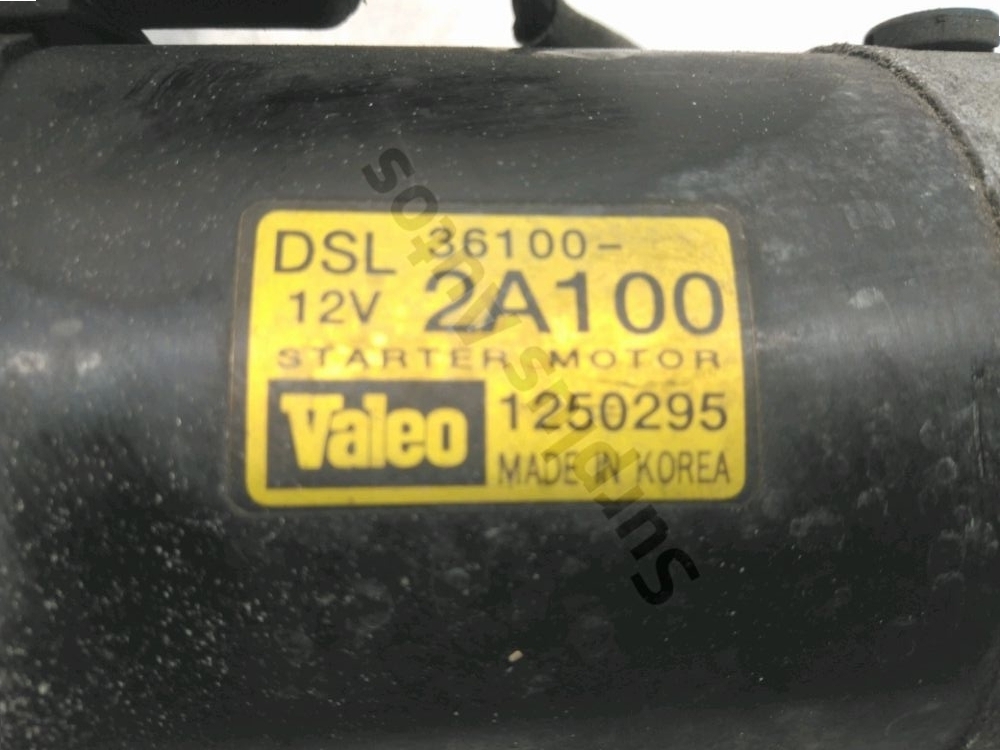 DSL 36100-
12V 2A100
STARTER MOTOR
Valeo 1250295
MADE IN KOREA